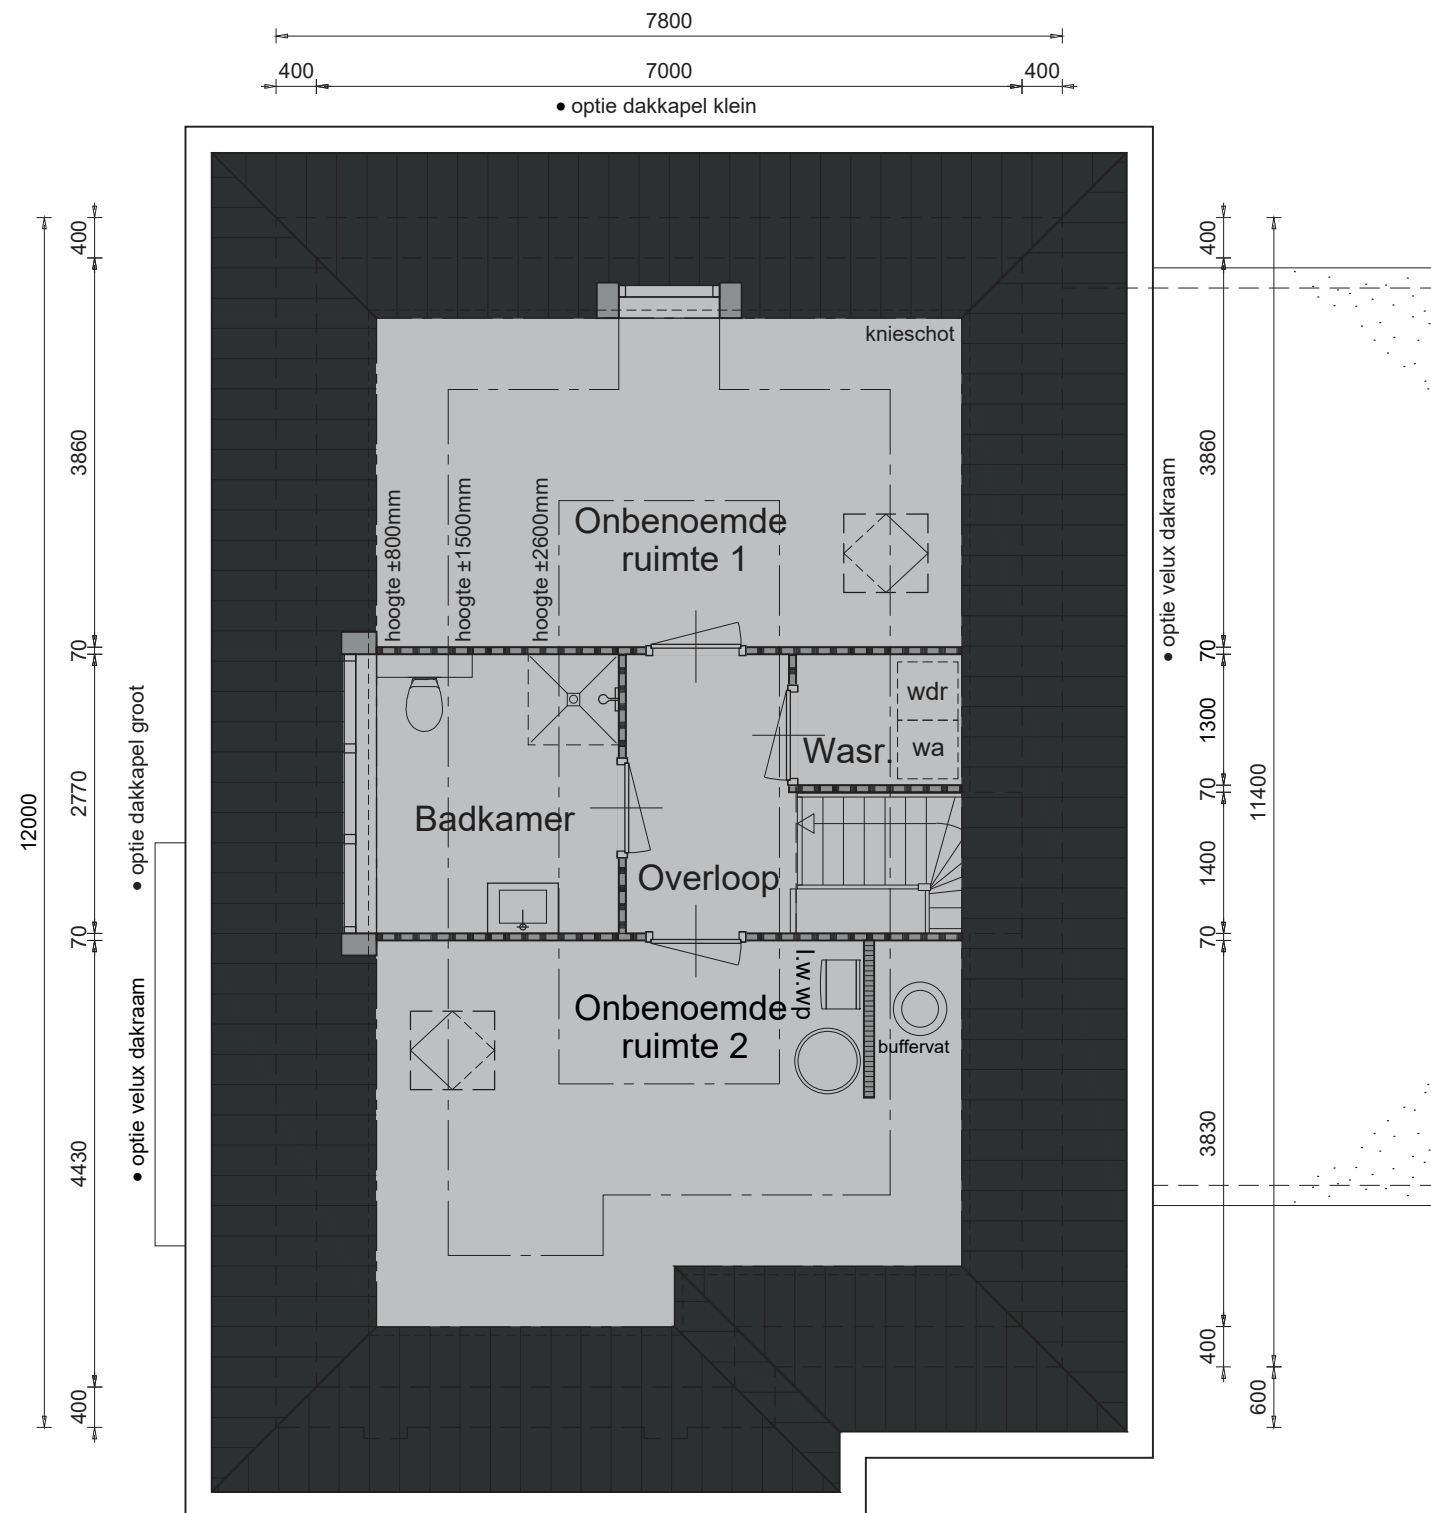 7800
400
7000
400
• optie dakkapel klein
400
3860
70
2770
70
4430
400
12000
• optie dakkapel groot
• optie velux dakraam
knieschot
hoogte ±800mm
hoogte ±1500mm
hoogte ±2600mm
Onbenoemde
ruimte 1
wdr
wa
Wasr.
Badkamer
Overloop
Onbenoemde
ruimte 2
l.w.wp
buffervat
• optie velux dakraam
400
3860
70
1300
70
1400
70
3830
400
11400
600